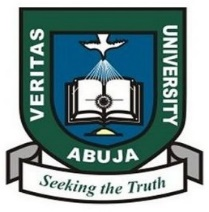 VERITAS
UNIVERSITY
ABUJA
Seeking the Truth